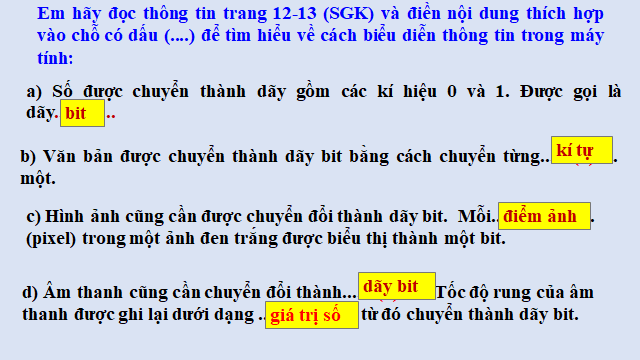 Em hãy đọc thông tin trang 12-13 (SGK) và điền nội dung thích hợp
vào chỗ có dấu (....) để tìm hiểu về cách biểu diễn thông tin trong máy
tính:
a) Số được chuyển thành dãy gồm các kí hiệu 0 và 1. Được gọi là
dãy. bit ..
b) Văn bản được chuyển thành dãy bit bằng cách chuyển từng.. kí tự .
một.
c) Hình ảnh cũng cần được chuyển đổi thành dãy bit. Mỗi.. điểm ảnh .
(pixel) trong một ảnh đen trắng được biểu thị thành một bit.
d) Âm thanh cũng cần chuyển đổi thành... dãy bit Tốc độ rung của âm
thanh được ghi lại dưới dạng .. giá trị số từ đó chuyển thành dãy bit.